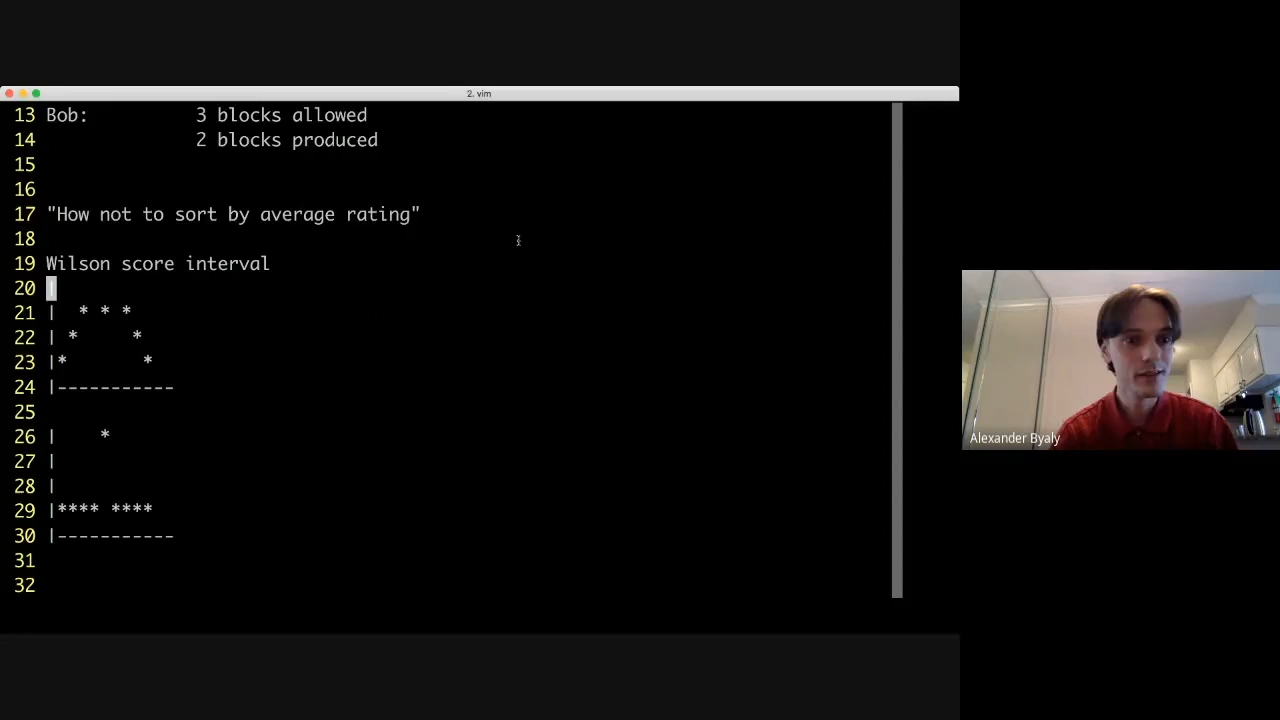 2. vim
13 Bob:          3 blocks allowed
14               2 blocks produced
15
16
17 "How not to sort by average rating"
18
19 Wilson score interval
20 |
21 |  * * *
22 | *     *
23 |*       *
24 |-----------
25
26 |    *
27 |
28 |
29 |**** ****
30 |-----------
31
32
Alexander Byaly